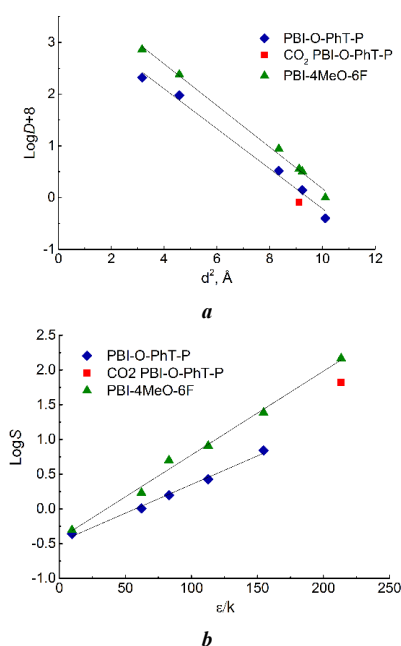 PBI-O-PhT-P
CO2 PBI-O-PhT-P
PBI-4MeO-6F
LogD+8
3
2
1
0
-1
0 2 4 6 8 10 12
d², Å
a
PBI-O-PhT-P
CO2 PBI-O-PhT-P
PBI-4MeO-6F
LogS
2.5
2.0
1.5
1.0
0.5
0.0
-0.5
-1.0
0 50 100 150 200 250
ε/k
b